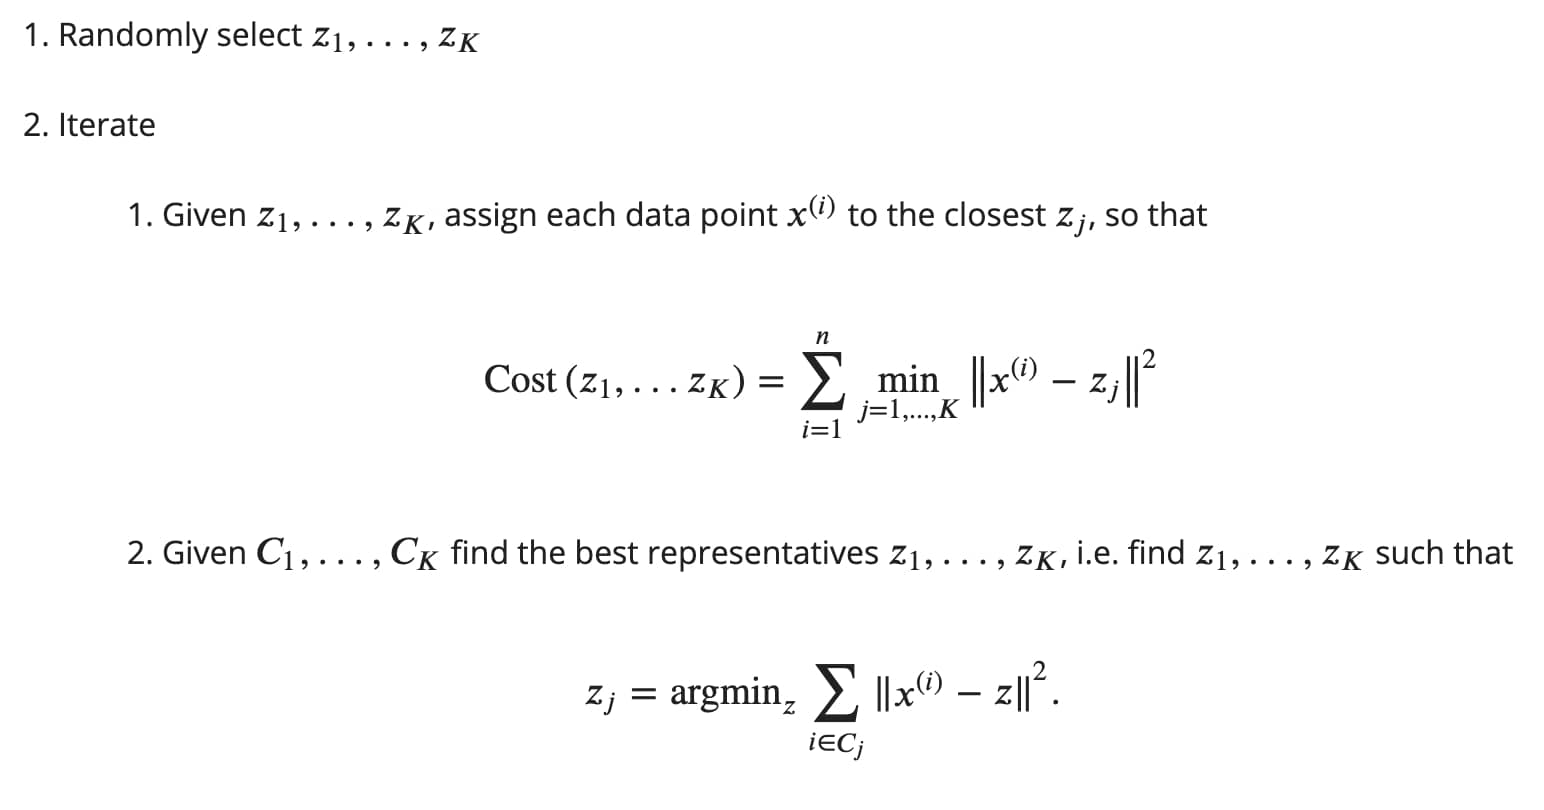 1. Randomly select z₁, . . . , z_K
2. Iterate
1. Given z₁, . . . , z_K, assign each data point x⁽ⁱ⁾ to the closest z_j, so that
Cost (z₁, . . . z_K) = ∑_{i=1}^{n} min_{j=1,...,K} ‖x⁽ⁱ⁾ − z_j‖²
2. Given C₁, . . . , C_K find the best representatives z₁, . . . , z_K, i.e. find z₁, . . . , z_K such that
z_j = argmin_z ∑_{i∈C_j} ‖x⁽ⁱ⁾ − z‖².